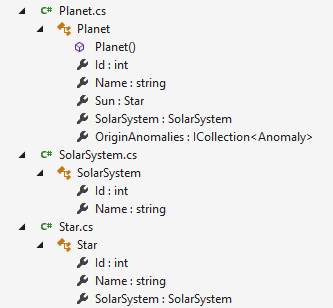 C# Planet.cs
Planet
Planet()
Id : int
Name : string
Sun : Star
SolarSystem : SolarSystem
OriginAnomalies : ICollection<Anomaly>
C# SolarSystem.cs
SolarSystem
Id : int
Name : string
C# Star.cs
Star
Id : int
Name : string
SolarSystem : SolarSystem